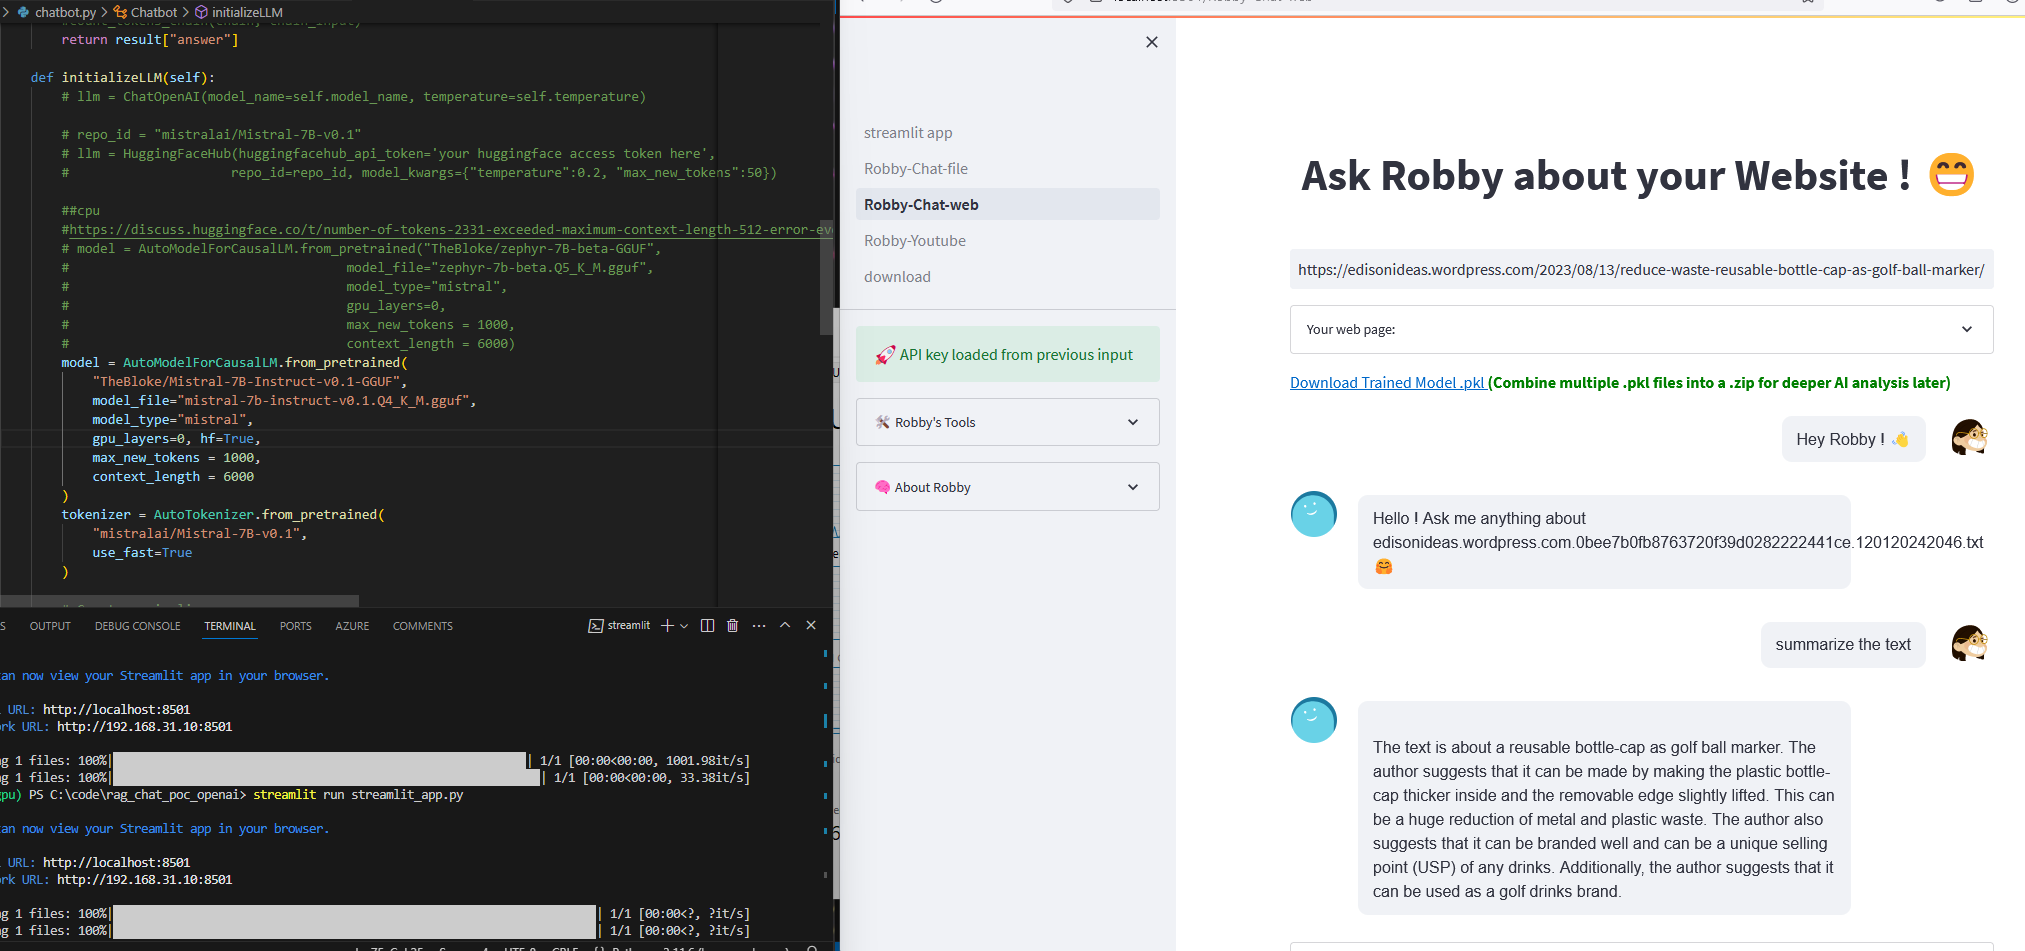 chatbot.py > Chatbot > initializeLLM
return result["answer"]
def initializeLLM(self):
# llm = ChatOpenAI(model_name=self.model_name, temperature=self.temperature)
# repo_id = "mistralai/Mistral-7B-v0.1"
# llm = HuggingFaceHub(huggingfacehub_api_token='your huggingface access token here',
# repo_id=repo_id, model_kwargs={"temperature":0.2, "max_new_tokens":50})
##cpu
#https://discuss.huggingface.co/t/number-of-tokens-2331-exceeded-maximum-context-length-512-error-eve
# model = AutoModelForCausalLM.from_pretrained("TheBloke/zephyr-7B-beta-GGUF",
# model_file="zephyr-7b-beta.Q5_K_M.gguf",
# model_type="mistral",
# gpu_layers=0,
# max_new_tokens = 1000,
# context_length = 6000)
model = AutoModelForCausalLM.from_pretrained(
"TheBloke/Mistral-7B-Instruct-v0.1-GGUF",
model_file="mistral-7b-instruct-v0.1.Q4_K_M.gguf",
model_type="mistral",
gpu_layers=0, hf=True,
max_new_tokens = 1000,
context_length = 6000
)
tokenizer = AutoTokenizer.from_pretrained(
"mistralai/Mistral-7B-v0.1",
use_fast=True
)
S OUTPUT DEBUG CONSOLE TERMINAL PORTS AZURE COMMENTS streamlit
an now view your Streamlit app in your browser.
URL: http://localhost:8501
rk URL: http://192.168.31.10:8501
g 1 files: 100%| | 1/1 [00:00<00:00, 1001.98it/s]
g 1 files: 100%| | 1/1 [00:00<00:00, 33.38it/s]
gpu) PS C:\code\rag_chat_poc_openai> streamlit run streamlit_app.py
an now view your Streamlit app in your browser.
URL: http://localhost:8501
rk URL: http://192.168.31.10:8501
g 1 files: 100%| | 1/1 [00:00<?, ?it/s]
g 1 files: 100%| | 1/1 [00:00<?, ?it/s]
streamlit app
Robby-Chat-file
Robby-Chat-web
Robby-Youtube
download
🚀 API key loaded from previous input
🛠️ Robby's Tools
🧠 About Robby
Ask Robby about your Website ! 😁
https://edisonideas.wordpress.com/2023/08/13/reduce-waste-reusable-bottle-cap-as-golf-ball-marker/
Your web page:
Download Trained Model .pkl (Combine multiple .pkl files into a .zip for deeper AI analysis later)
Hey Robby ! 👋
Hello ! Ask me anything about
edisonideas.wordpress.com.0bee7b0fb8763720f39d0282222441ce.120120242046.txt
🤗
summarize the text
The text is about a reusable bottle-cap as golf ball marker. The
author suggests that it can be made by making the plastic bottle-
cap thicker inside and the removable edge slightly lifted. This can
be a huge reduction of metal and plastic waste. The author also
suggests that it can be branded well and can be a unique selling
point (USP) of any drinks. Additionally, the author suggests that it
can be used as a golf drinks brand.